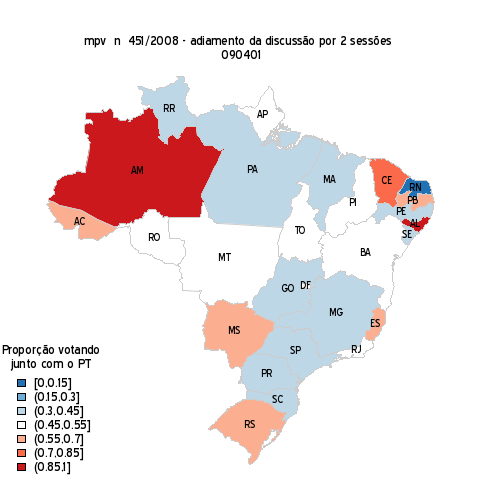 mpv n 451/2008 - adiamento da discussão por 2 sessões
090401
RR
AP
AM
PA
MA
CE
RN
PB
PI
PE
AL
SE
AC
RO
TO
BA
MT
GO
DF
MG
MS
ES
SP
RJ
PR
SC
RS
Proporção votando
junto com o PT
[0,0.15]
(0.15,0.3]
(0.3,0.45]
(0.45,0.55]
(0.55,0.7]
(0.7,0.85]
(0.85,1]